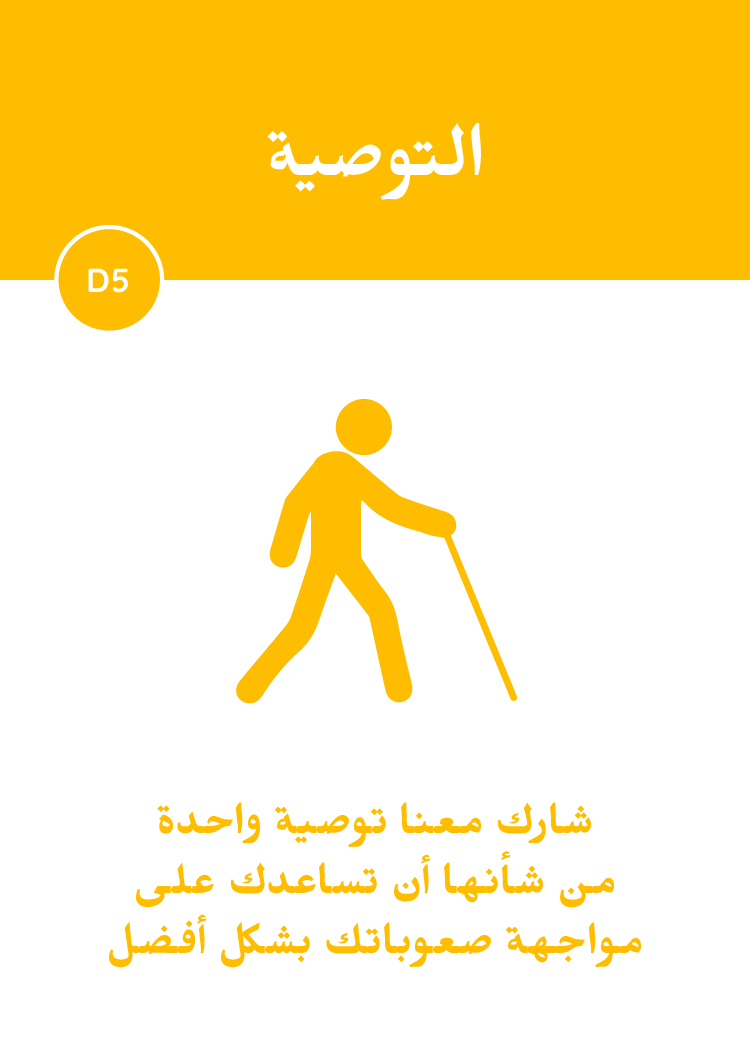 التوصية
D5
شارك معنا توصية واحدة
من شأنها أن تساعدك على
مواجهة صعوباتك بشكل أفضل